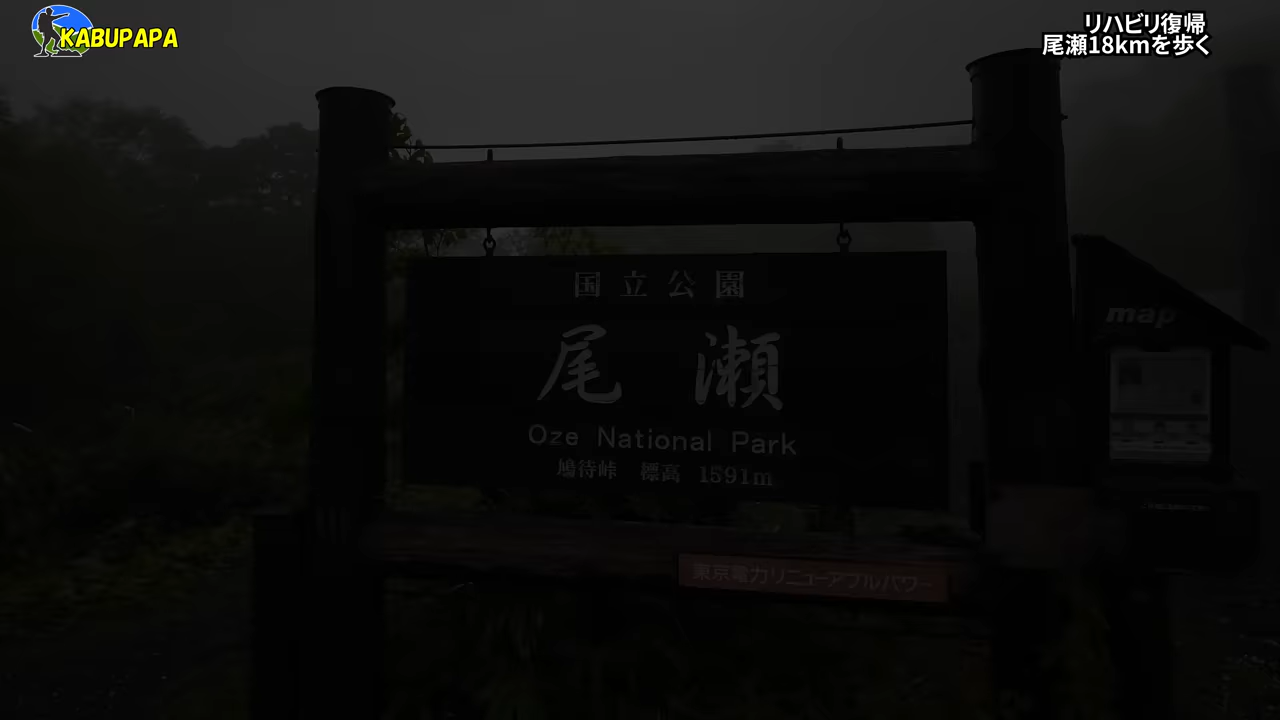 KABUPAPA
リハビリ復帰
尾瀬18kmを歩く
国立公園
尾瀬
Oze National Park
鳩待峠 標高 1591m
map
東京電力リニューアブルパワー